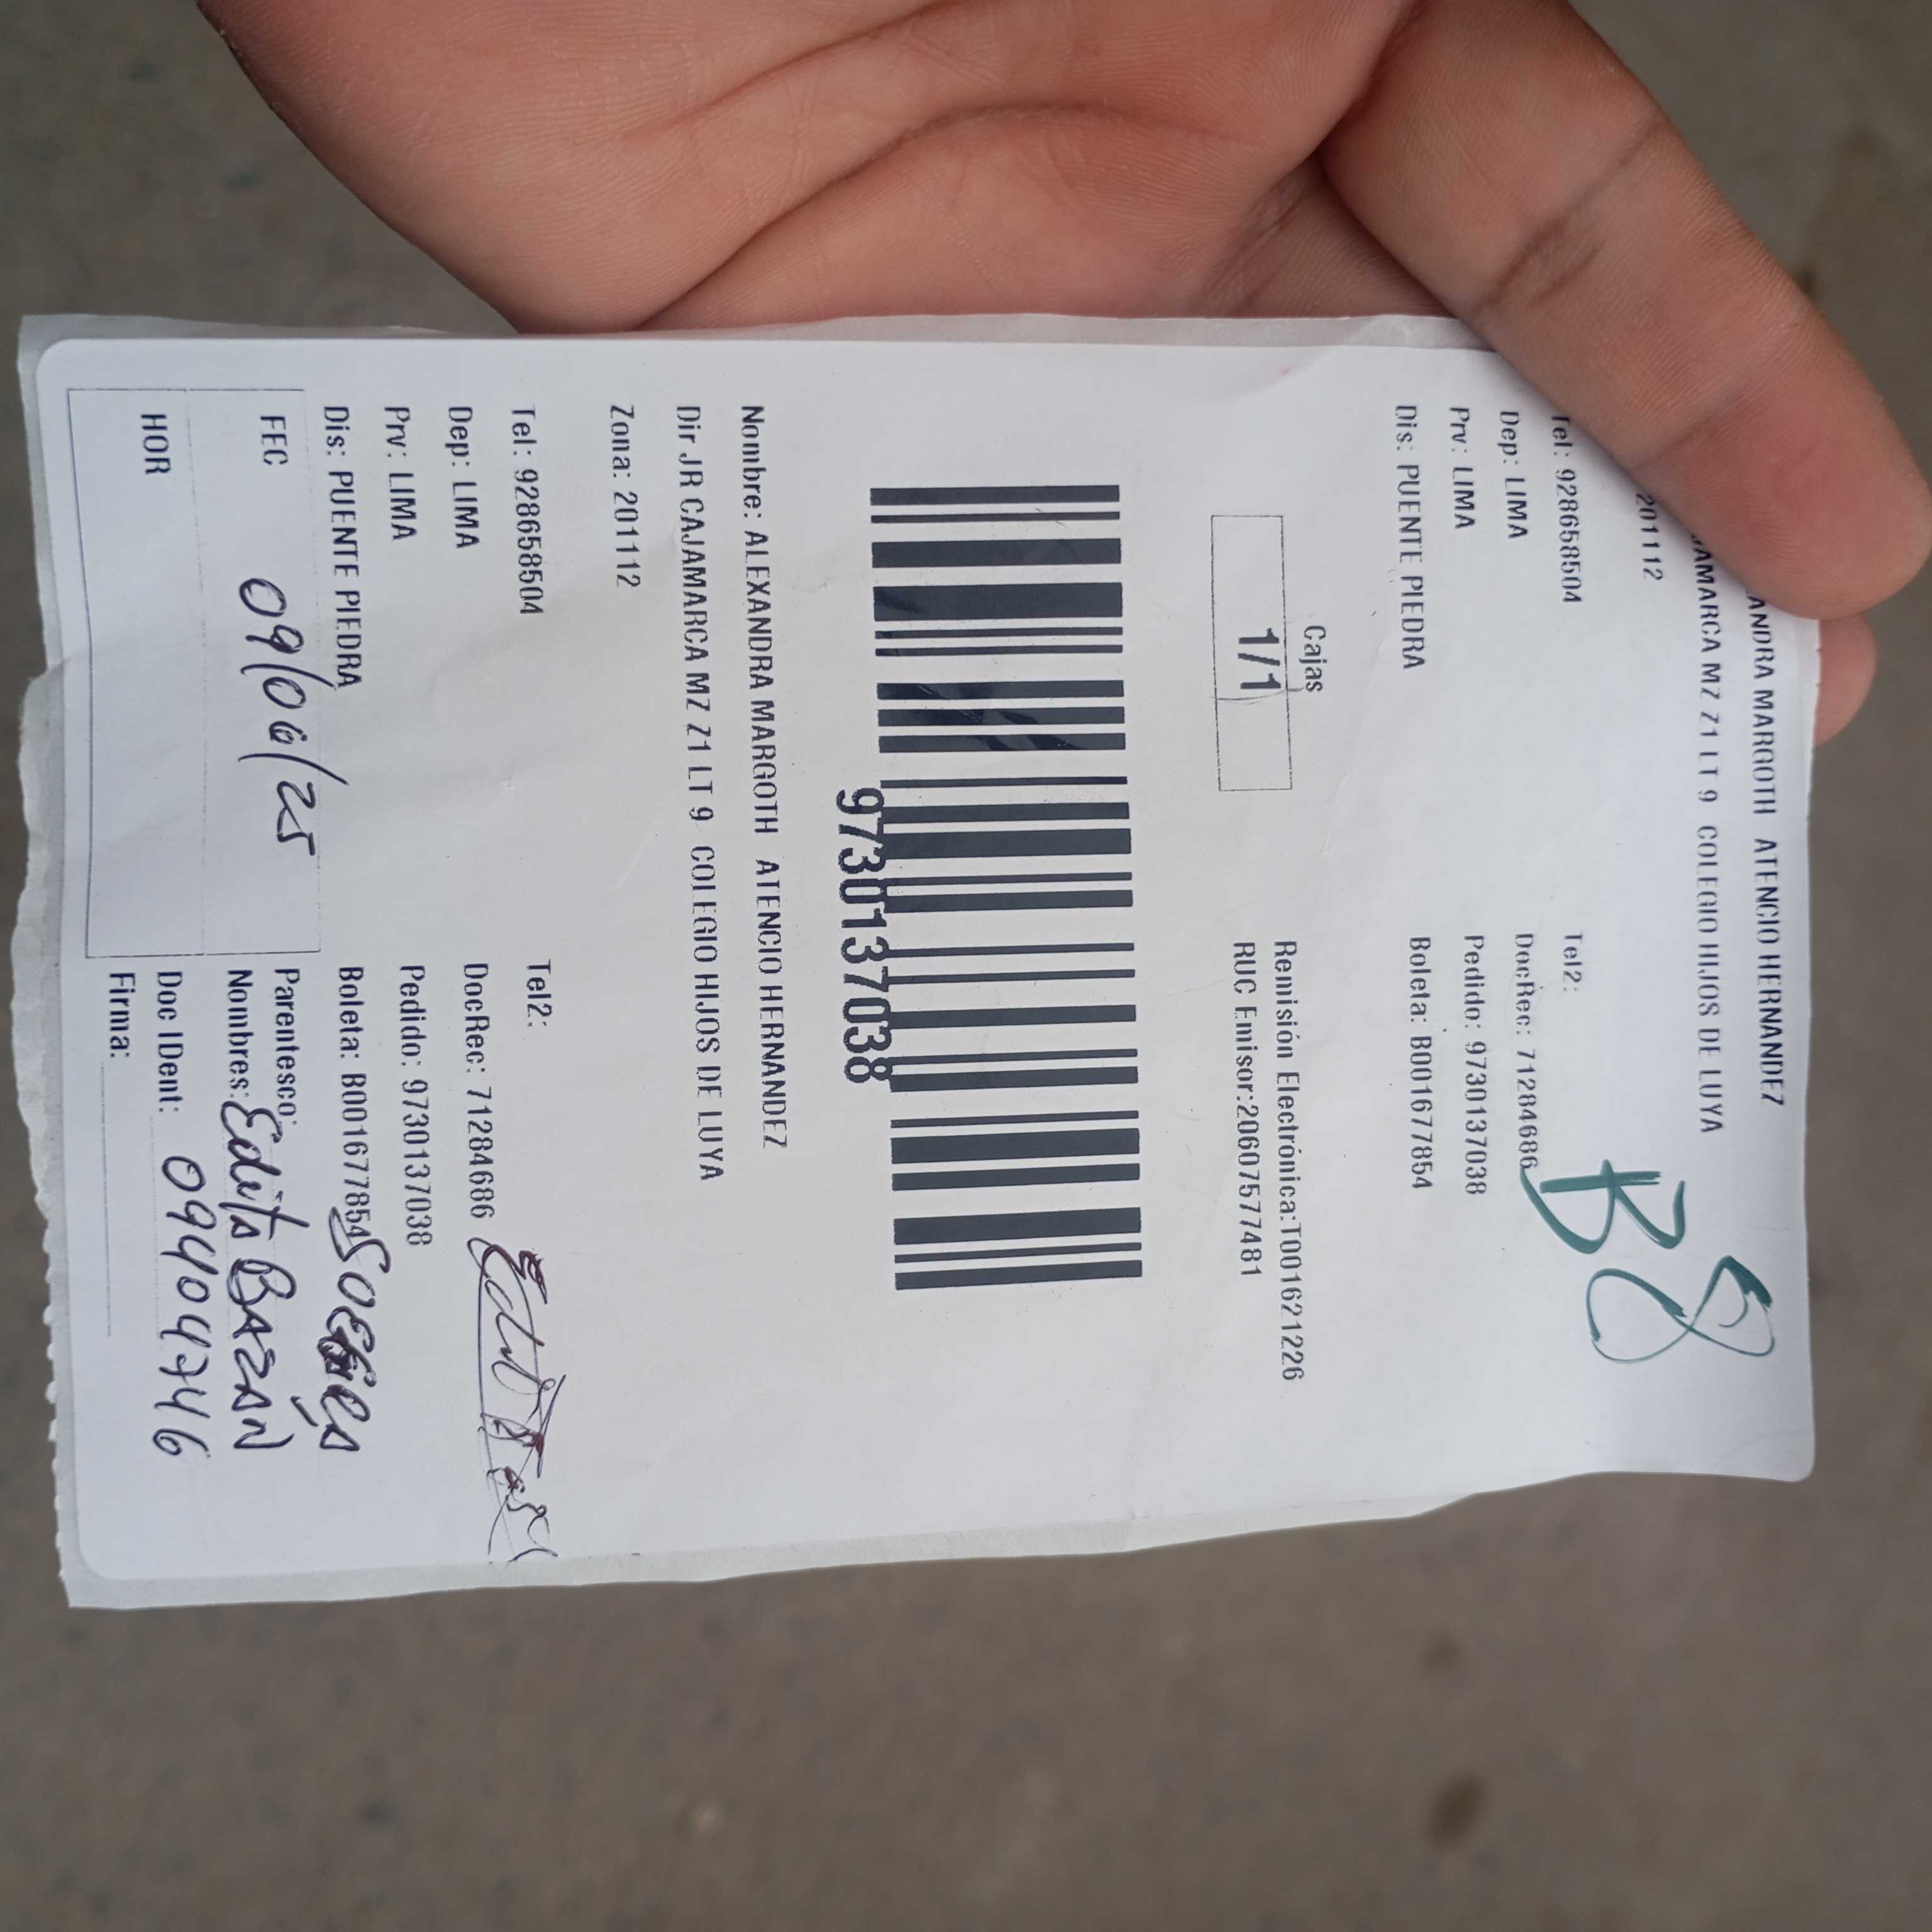 ANDRA MARGOTH ATENCIO HERNANDEZ
JAMARCA MZ Z1 LT 9 COLEGIO HIJOS DE LUYA
201112
B8
Tel: 928658504 Tel2:
Dep: LIMA DocRec: 71284686
Prv: LIMA Pedido: 9730137038
Dis: PUENTE PIEDRA Boleta: B001677854
Cajas
1/1
Remisión Electrónica:T001621226
RUC Emisor:20607577481
9730137038
Nombre: ALEXANDRA MARGOTH ATENCIO HERNANDEZ
Dir JR CAJAMARCA MZ Z1 LT 9 COLEGIO HIJOS DE LUYA
Zona: 201112
Tel: 928658504 Tel2:
Dep: LIMA DocRec: 71284686
Prv: LIMA Pedido: 9730137038
Dis: PUENTE PIEDRA Boleta: B001677854
FEC 09/06/25
HOR
Parentesco:
Nombres: Edita BAZAN
Doc IDent: 09404746
Firma: